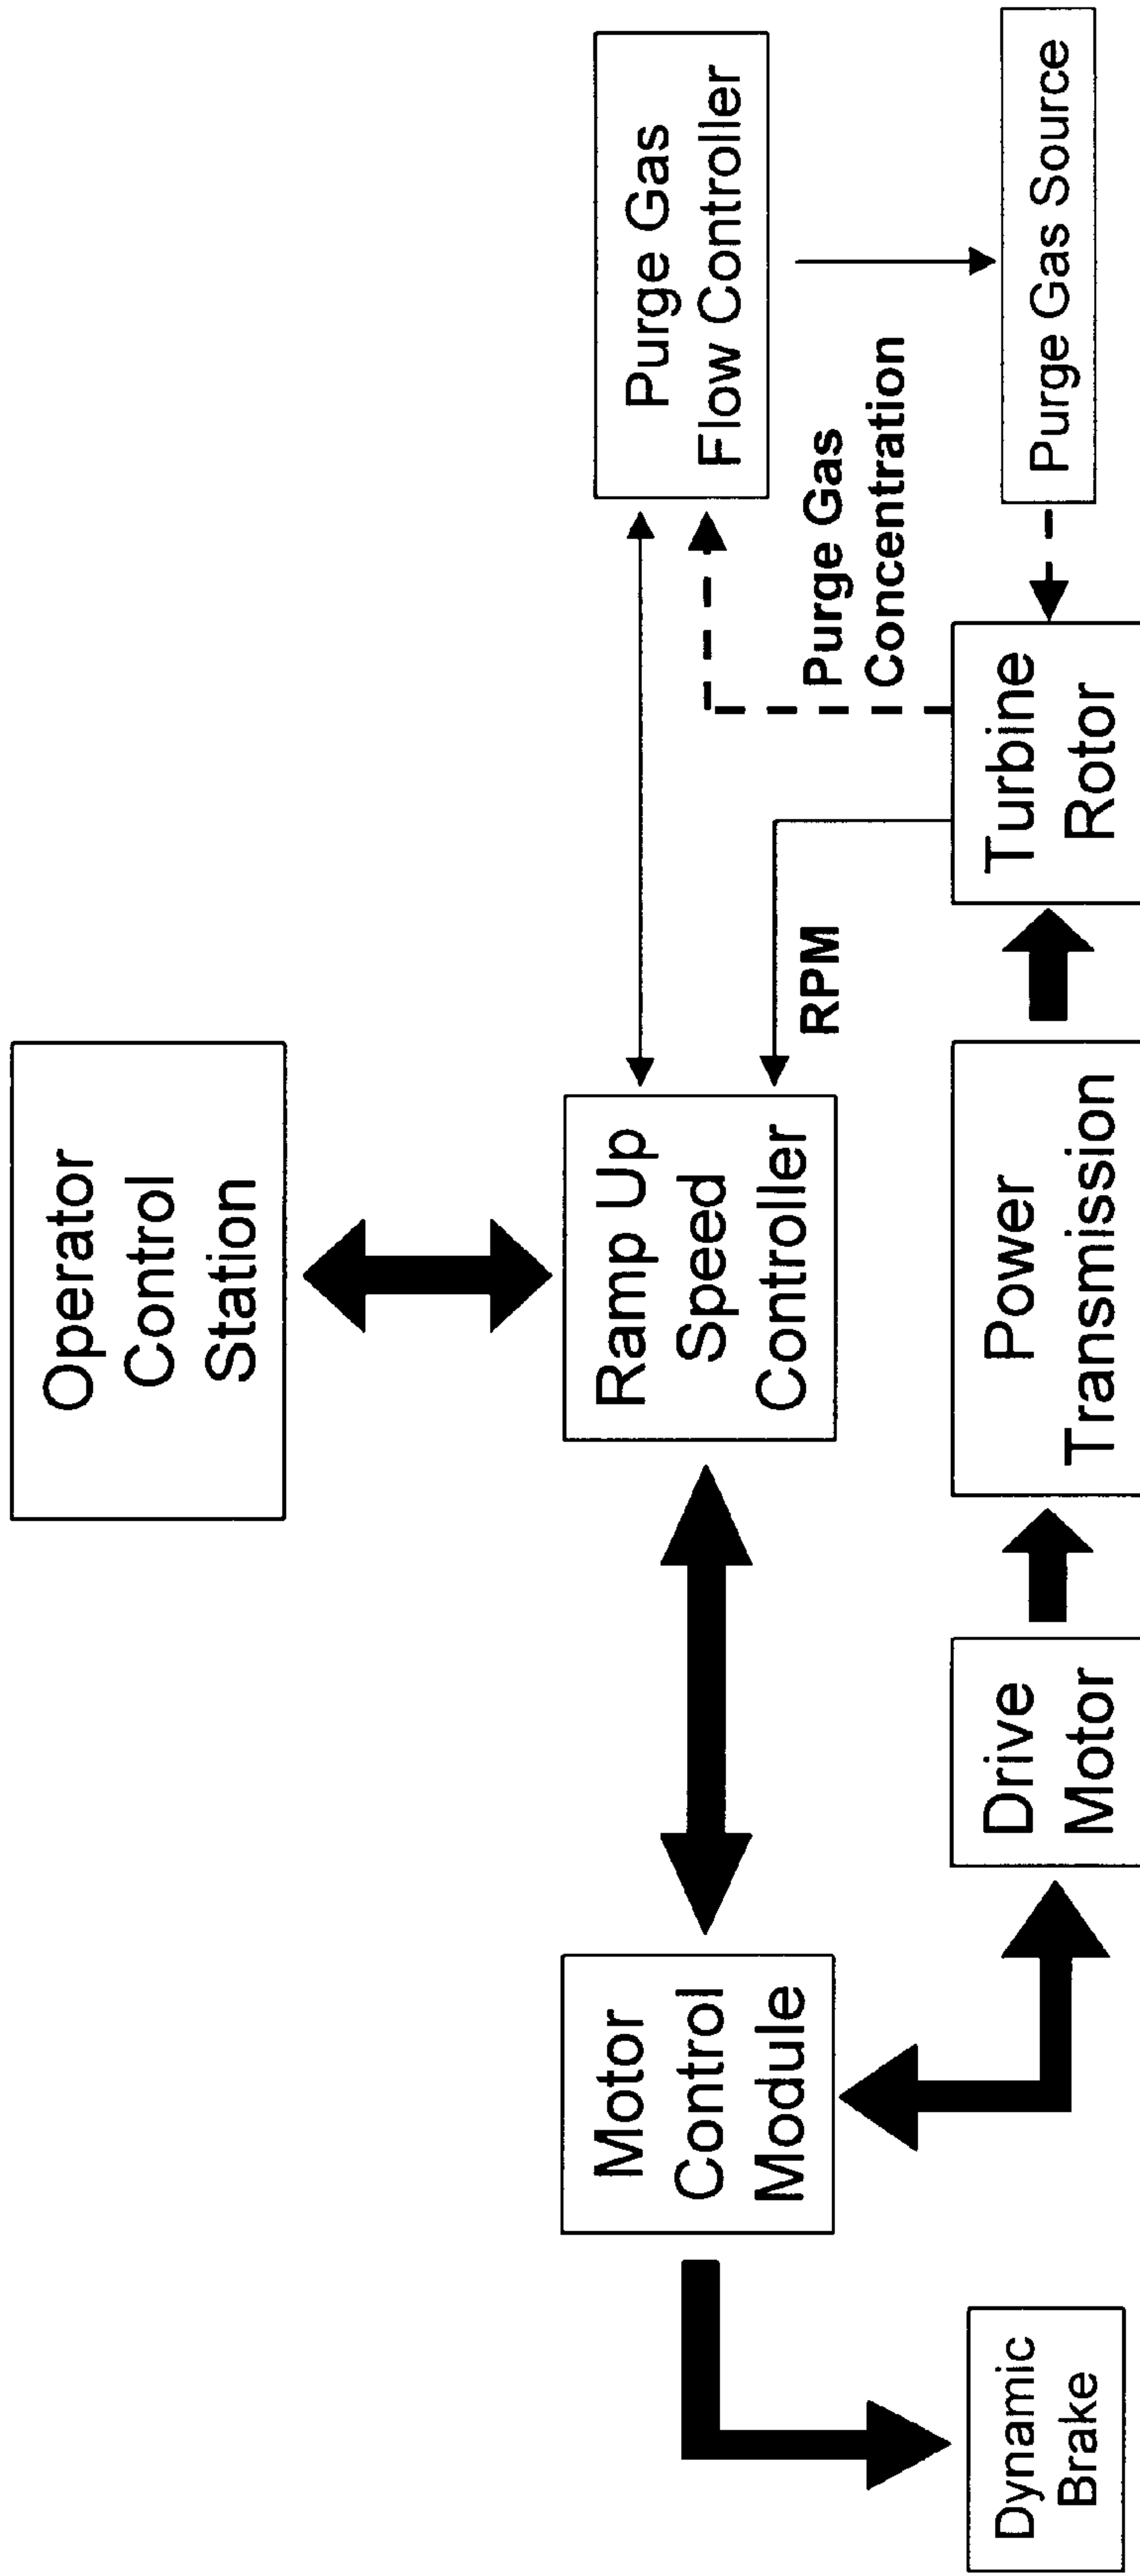 Operator
Control
Station
Motor
Control
Module
Ramp Up
Speed
Controller
Purge Gas
Flow Controller
RPM
Purge Gas
Concentration
Dynamic
Brake
Drive
Motor
Power
Transmission
Turbine
Rotor
Purge Gas Source